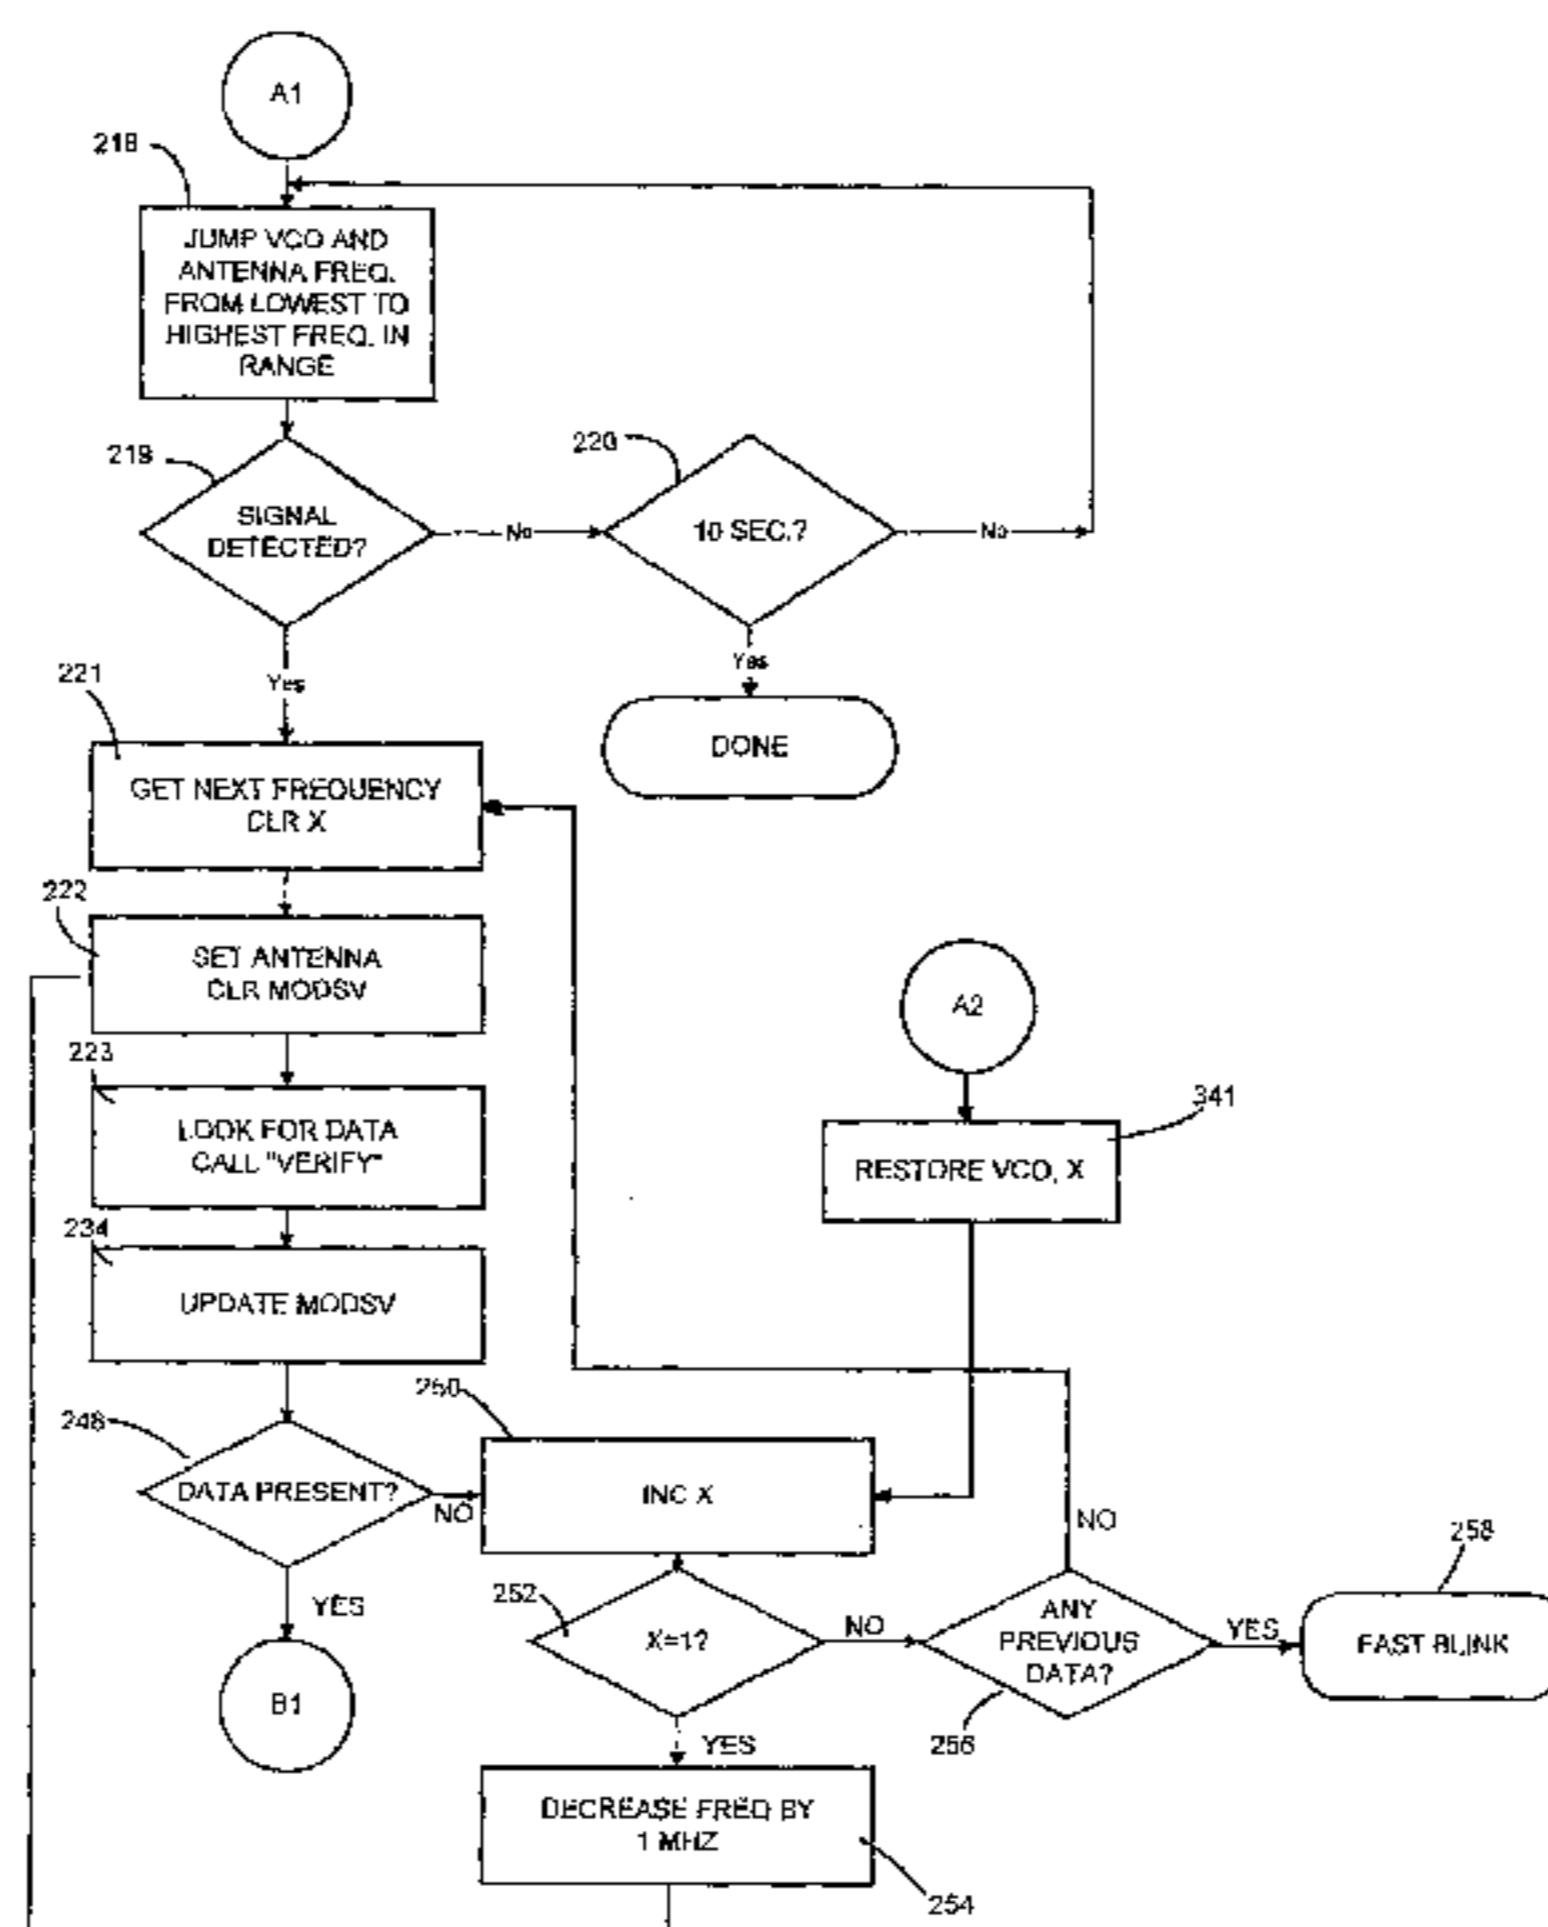 A1
218
JUMP VCO AND
ANTENNA FREQ.
FROM LOWEST TO
HIGHEST FREQ. IN
RANGE
219
SIGNAL
DETECTED?
No
220
10 SEC.?
No
Yes
Yes
DONE
221
GET NEXT FREQUENCY
CLR X
222
SET ANTENNA
CLR MODSV
A2
223
LOOK FOR DATA
CALL "VERIFY"
341
RESTORE VCO, X
234
UPDATE MODSV
248
DATA PRESENT?
NO
250
INC X
NO
YES
252
X=1?
NO
ANY
PREVIOUS
DATA?
256
YES
258
FAST BLINK
B1
YES
DECREASE FREQ BY
1 MHZ
254